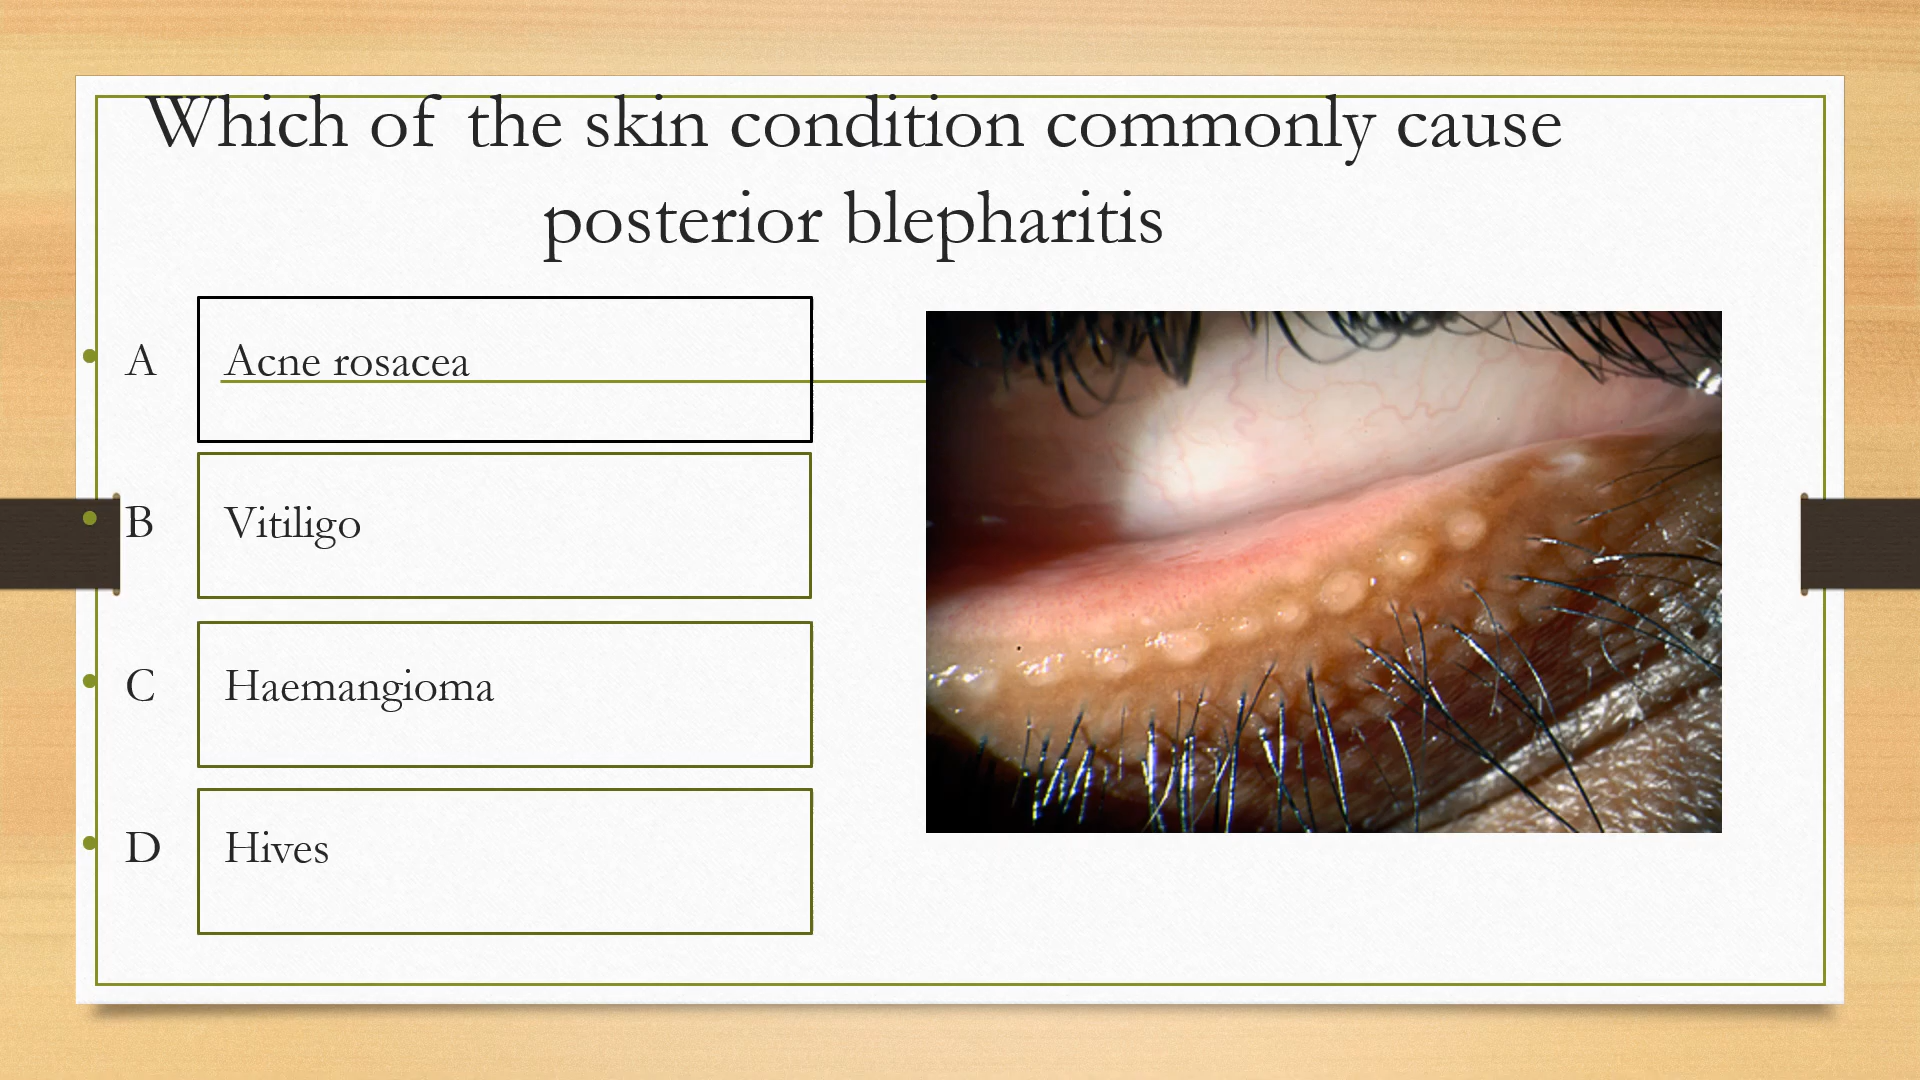 Which of the skin condition commonly cause
posterior blepharitis
A Acne rosacea
B Vitiligo
C Haemangioma
D Hives